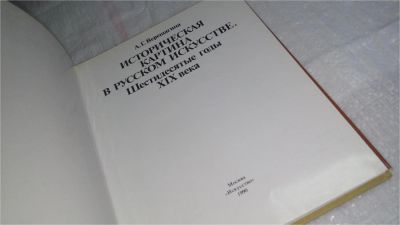 А.Г. Верещагина
ИСТОРИЧЕСКАЯ
КАРТИНА
В РУССКОМ ИСКУССТВЕ.
Шестидесятые годы
XIX века
Москва
«Искусство»
1990